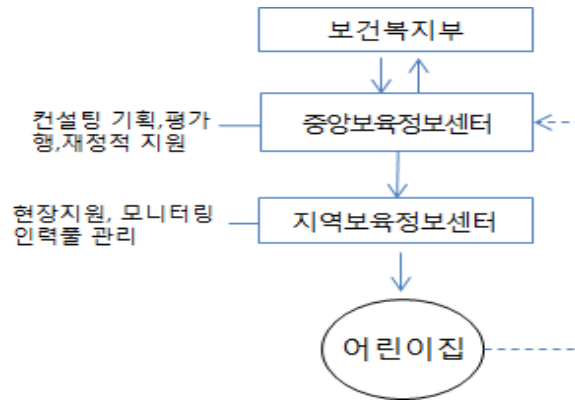 보건복지부
컨설팅 기획,평가
행,재정적 지원
중앙보육정보센터
현장지원, 모니터링
인력풀 관리
지역보육정보센터
어린이집